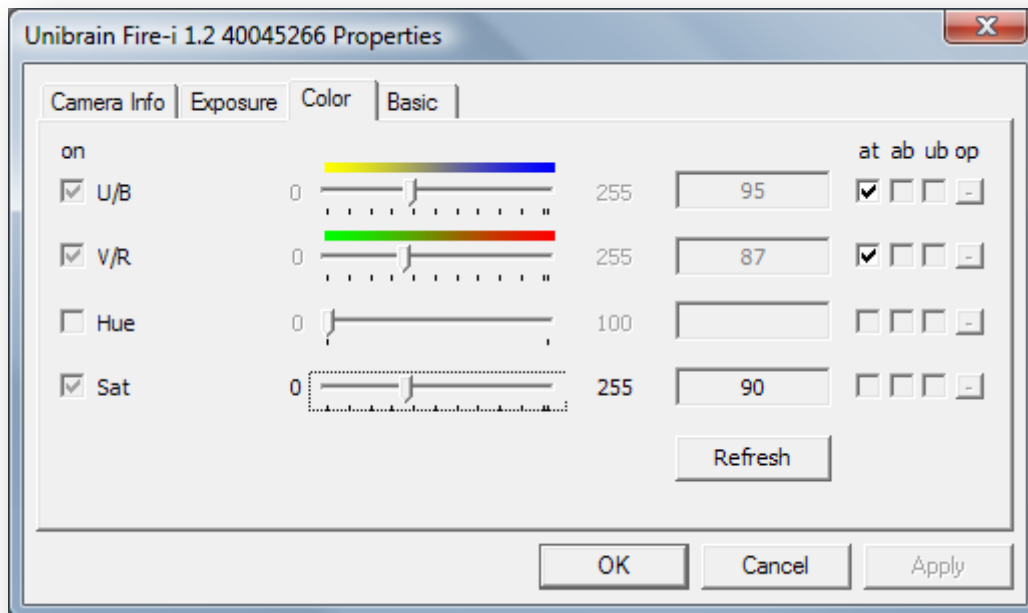 Unibrain Fire-i 1.2 40045266 Properties
Camera Info Exposure Color Basic
on at ab ub op
U/B 0 255 95 -
V/R 0 255 87 -
Hue 0 100 -
Sat 0 255 90 -
Refresh
OK Cancel Apply